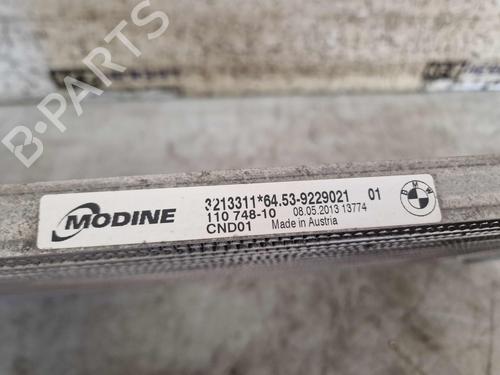 MODINE
3213311*64.53-9229021 01
110 748-10 08.05.2013 13774
CND01 Made in Austria
BMW
B-PARTS